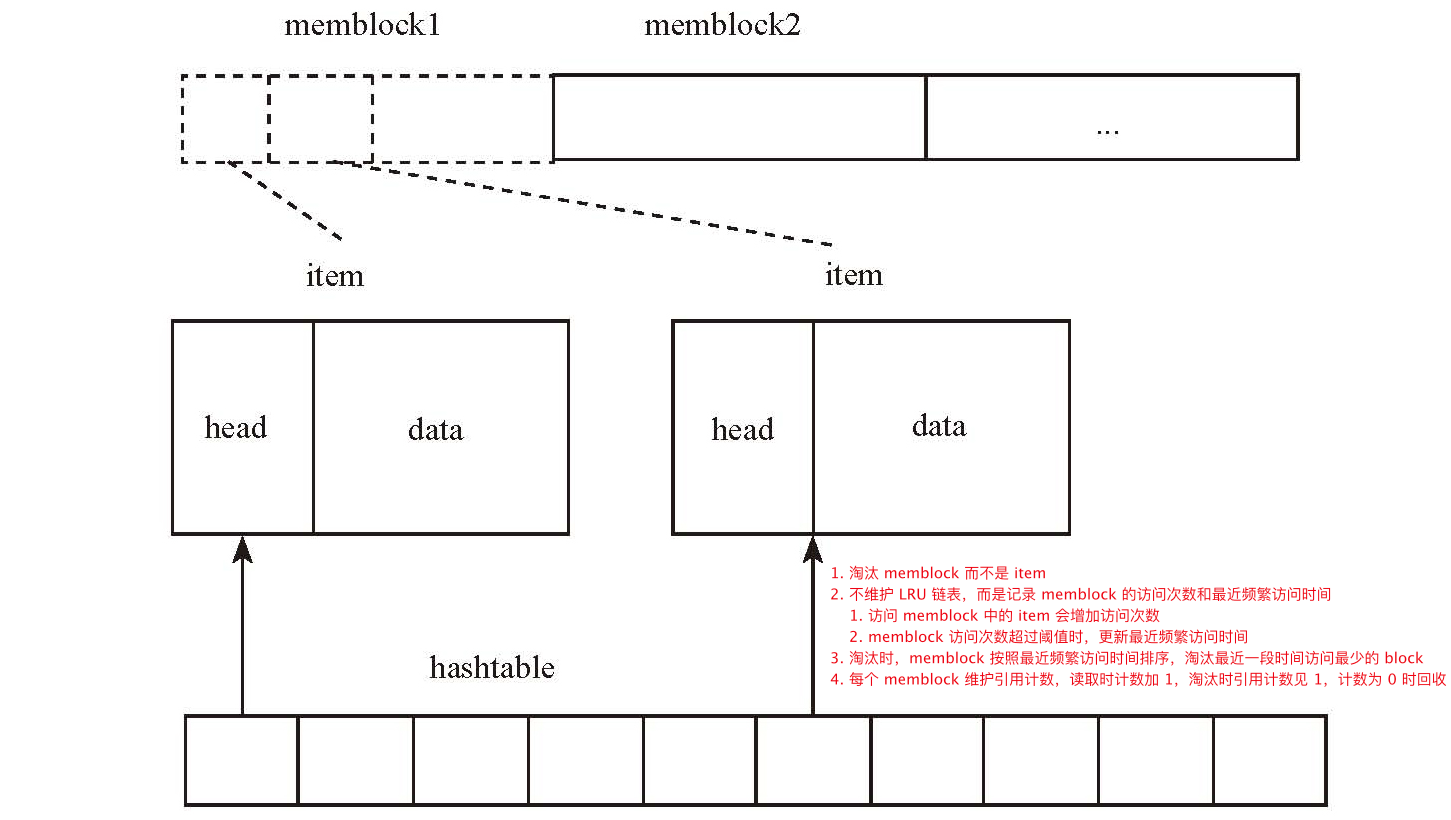 memblock1 memblock2
...
item item
head data head data
1. 淘汰 memblock 而不是 item
2. 不维护 LRU 链表，而是记录 memblock 的访问次数和最近频繁访问时间
1. 访问 memblock 中的 item 会增加访问次数
2. memblock 访问次数超过阈值时，更新最近频繁访问时间
3. 淘汰时，memblock 按照最近频繁访问时间排序，淘汰最近一段时间访问最少的 block
4. 每个 memblock 维护引用计数，读取时计数加 1，淘汰时引用计数见 1，计数为 0 时回收
hashtable